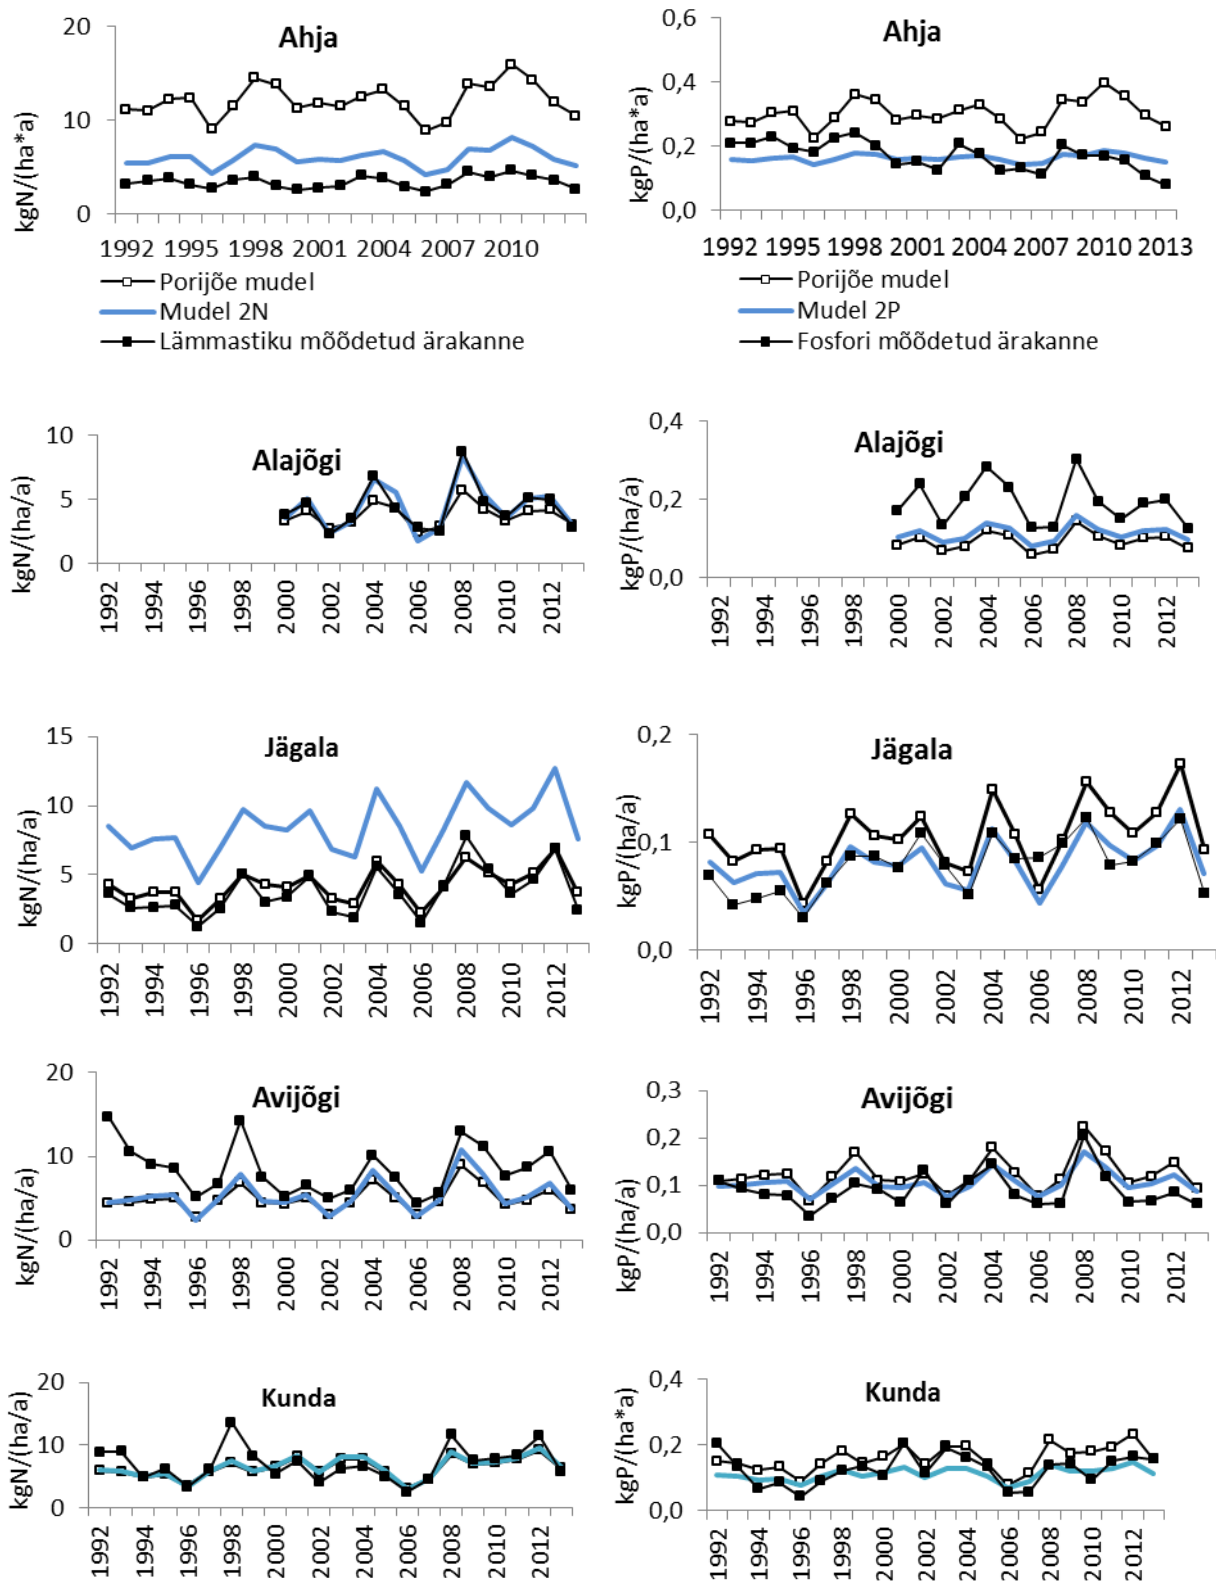 Ahja
kgN/(ha*a)
20
10
0
1992 1995 1998 2001 2004 2007 2010
Porijõe mudel
Mudel 2N
Lämmastiku mõõdetud ärakanne
Ahja
kgP/(ha*a)
0,6
0,4
0,2
0,0
1992 1995 1998 2001 2004 2007 2010 2013
Porijõe mudel
Mudel 2P
Fosfori mõõdetud ärakanne
Alajõgi
kgN/(ha/a)
10
5
0
1992 1994 1996 1998 2000 2002 2004 2006 2008 2010 2012
Alajõgi
kgP/(ha/a)
0,4
0,2
0,0
1992 1994 1996 1998 2000 2002 2004 2006 2008 2010 2012
Jägala
kgN/(ha/a)
15
10
5
0
1992 1994 1996 1998 2000 2002 2004 2006 2008 2010 2012
Jägala
kgP/(ha/a)
0,2
0,1
0,0
1992 1994 1996 1998 2000 2002 2004 2006 2008 2010 2012
Avijõgi
kgN/(ha/a)
20
10
0
1992 1994 1996 1998 2000 2002 2004 2006 2008 2010 2012
Avijõgi
kgP/(ha/a)
0,3
0,2
0,1
0,0
1992 1994 1996 1998 2000 2002 2004 2006 2008 2010 2012
Kunda
kgN/(ha/a)
20
10
0
1992 1994 1996 1998 2000 2002 2004 2006 2008 2010 2012
Kunda
kgP/(ha*a)
0,4
0,2
0,0
1992 1994 1996 1998 2000 2002 2004 2006 2008 2010 2012